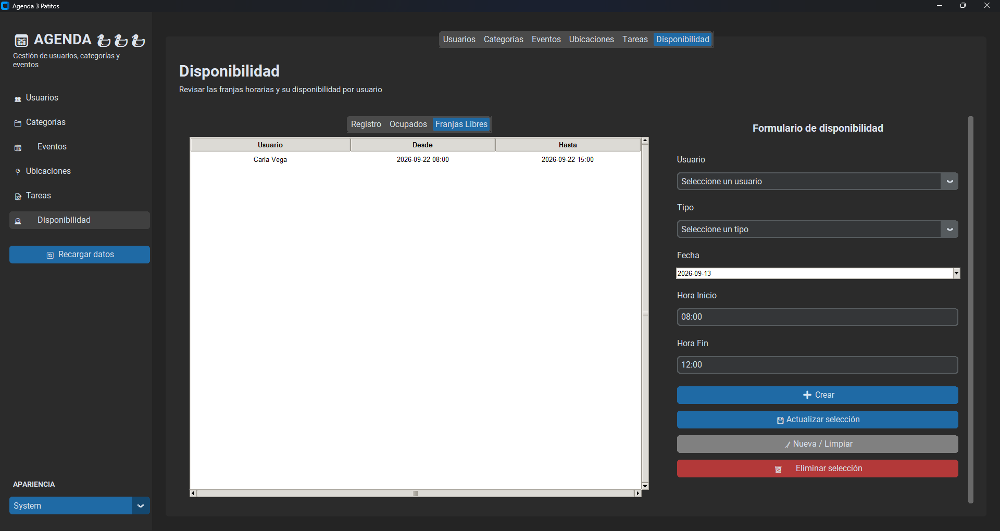 Agenda 3 Patitos
AGENDA
Gestión de usuarios, categorías y
eventos
Usuarios
Categorías
Eventos
Ubicaciones
Tareas
Disponibilidad
Recargar datos
APARIENCIA
System
Usuarios Categorías Eventos Ubicaciones Tareas Disponibilidad
Disponibilidad
Revisar las franjas horarias y su disponibilidad por usuario
Registro Ocupados Franjas Libres
Usuario Desde Hasta
Carla Vega 2026-09-22 08:00 2026-09-22 15:00
Formulario de disponibilidad
Usuario
Seleccione un usuario
Tipo
Seleccione un tipo
Fecha
2026-09-13
Hora Inicio
08:00
Hora Fin
12:00
Crear
Actualizar selección
Nueva / Limpiar
Eliminar selección